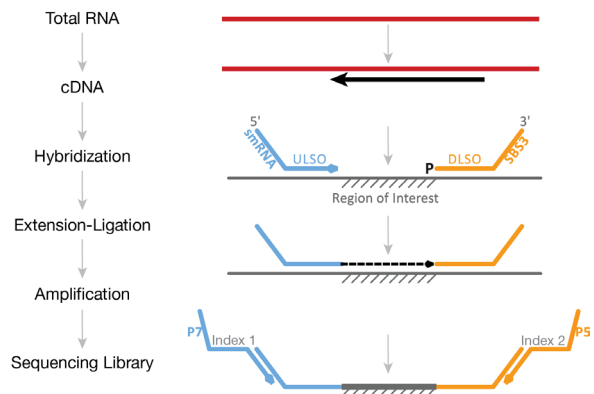 Total RNA
cDNA
5'
3'
smRNA
ULSO
P
DLSO
SBS3
Hybridization
Region of Interest
Extension-Ligation
Amplification
P7
Index 1
Index 2
P5
Sequencing Library